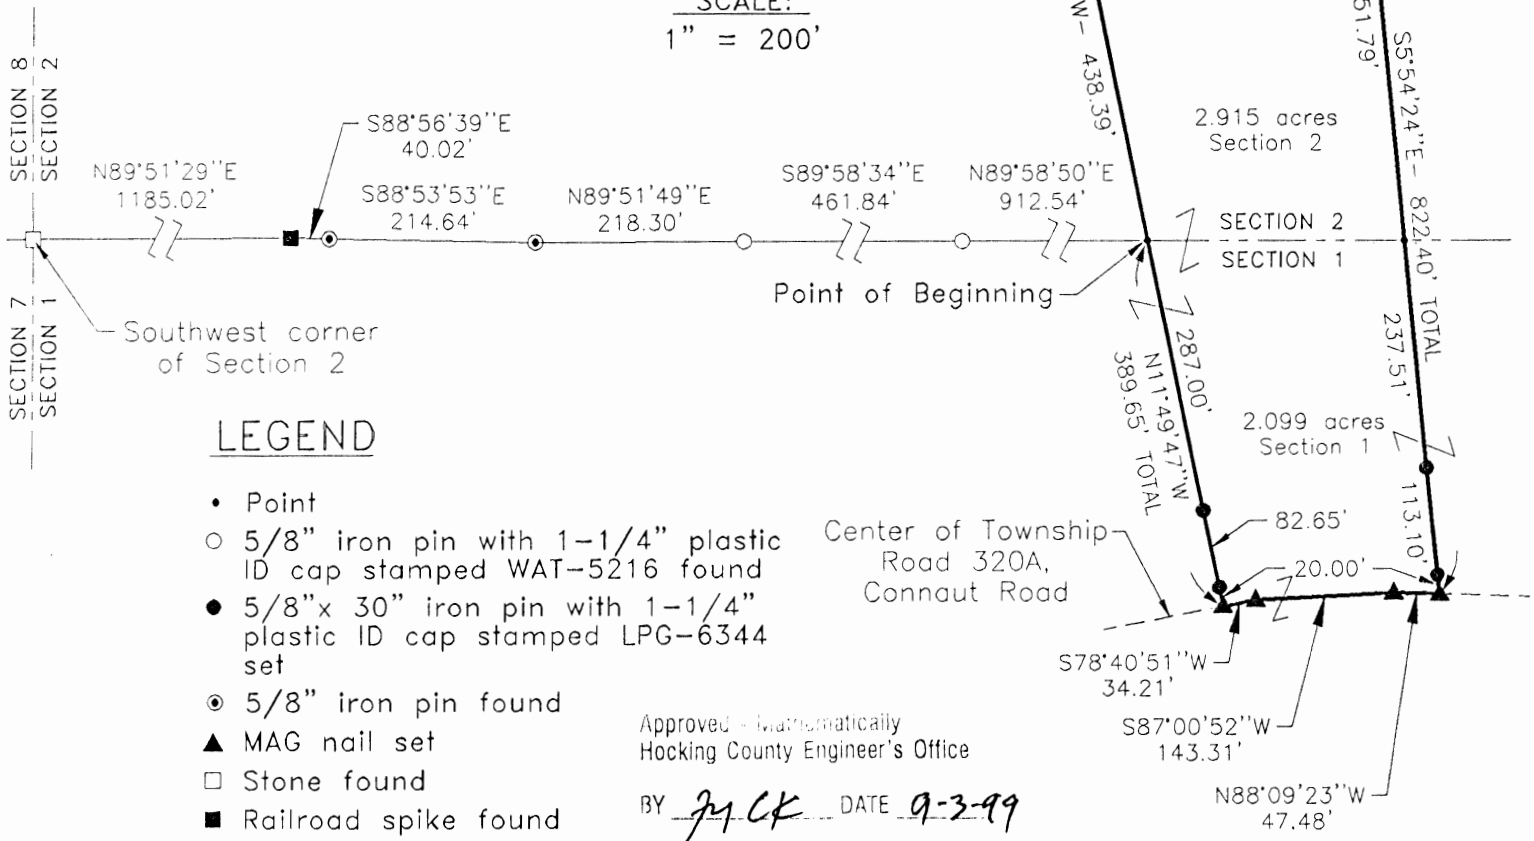 SCALE:
1" = 200'
W- 438.39'
51.79'
S5°54'24"E- 822.40' TOTAL
SECTION 8
SECTION 2
N89°51'29"E
1185.02'
S88°56'39"E
40.02'
S88°53'53"E
214.64'
N89°51'49"E
218.30'
S89°58'34"E
461.84'
N89°58'50"E
912.54'
2.915 acres
Section 2
SECTION 2
SECTION 1
Point of Beginning
SECTION 7
SECTION 1
Southwest corner
of Section 2
287.00'
N11°49'47"W
389.65' TOTAL
237.51'
2.099 acres
Section 1
113.10'
82.65'
20.00'
Center of Township
Road 320A,
Connaut Road
S78°40'51"W
34.21'
S87°00'52"W
143.31'
N88°09'23"W
47.48'
LEGEND
Point
5/8" iron pin with 1-1/4" plastic
ID cap stamped WAT-5216 found
5/8"x 30" iron pin with 1-1/4"
plastic ID cap stamped LPG-6344
set
5/8" iron pin found
MAG nail set
Stone found
Railroad spike found
Approved - Mathematically
Hocking County Engineer's Office
BY DATE 9-3-99